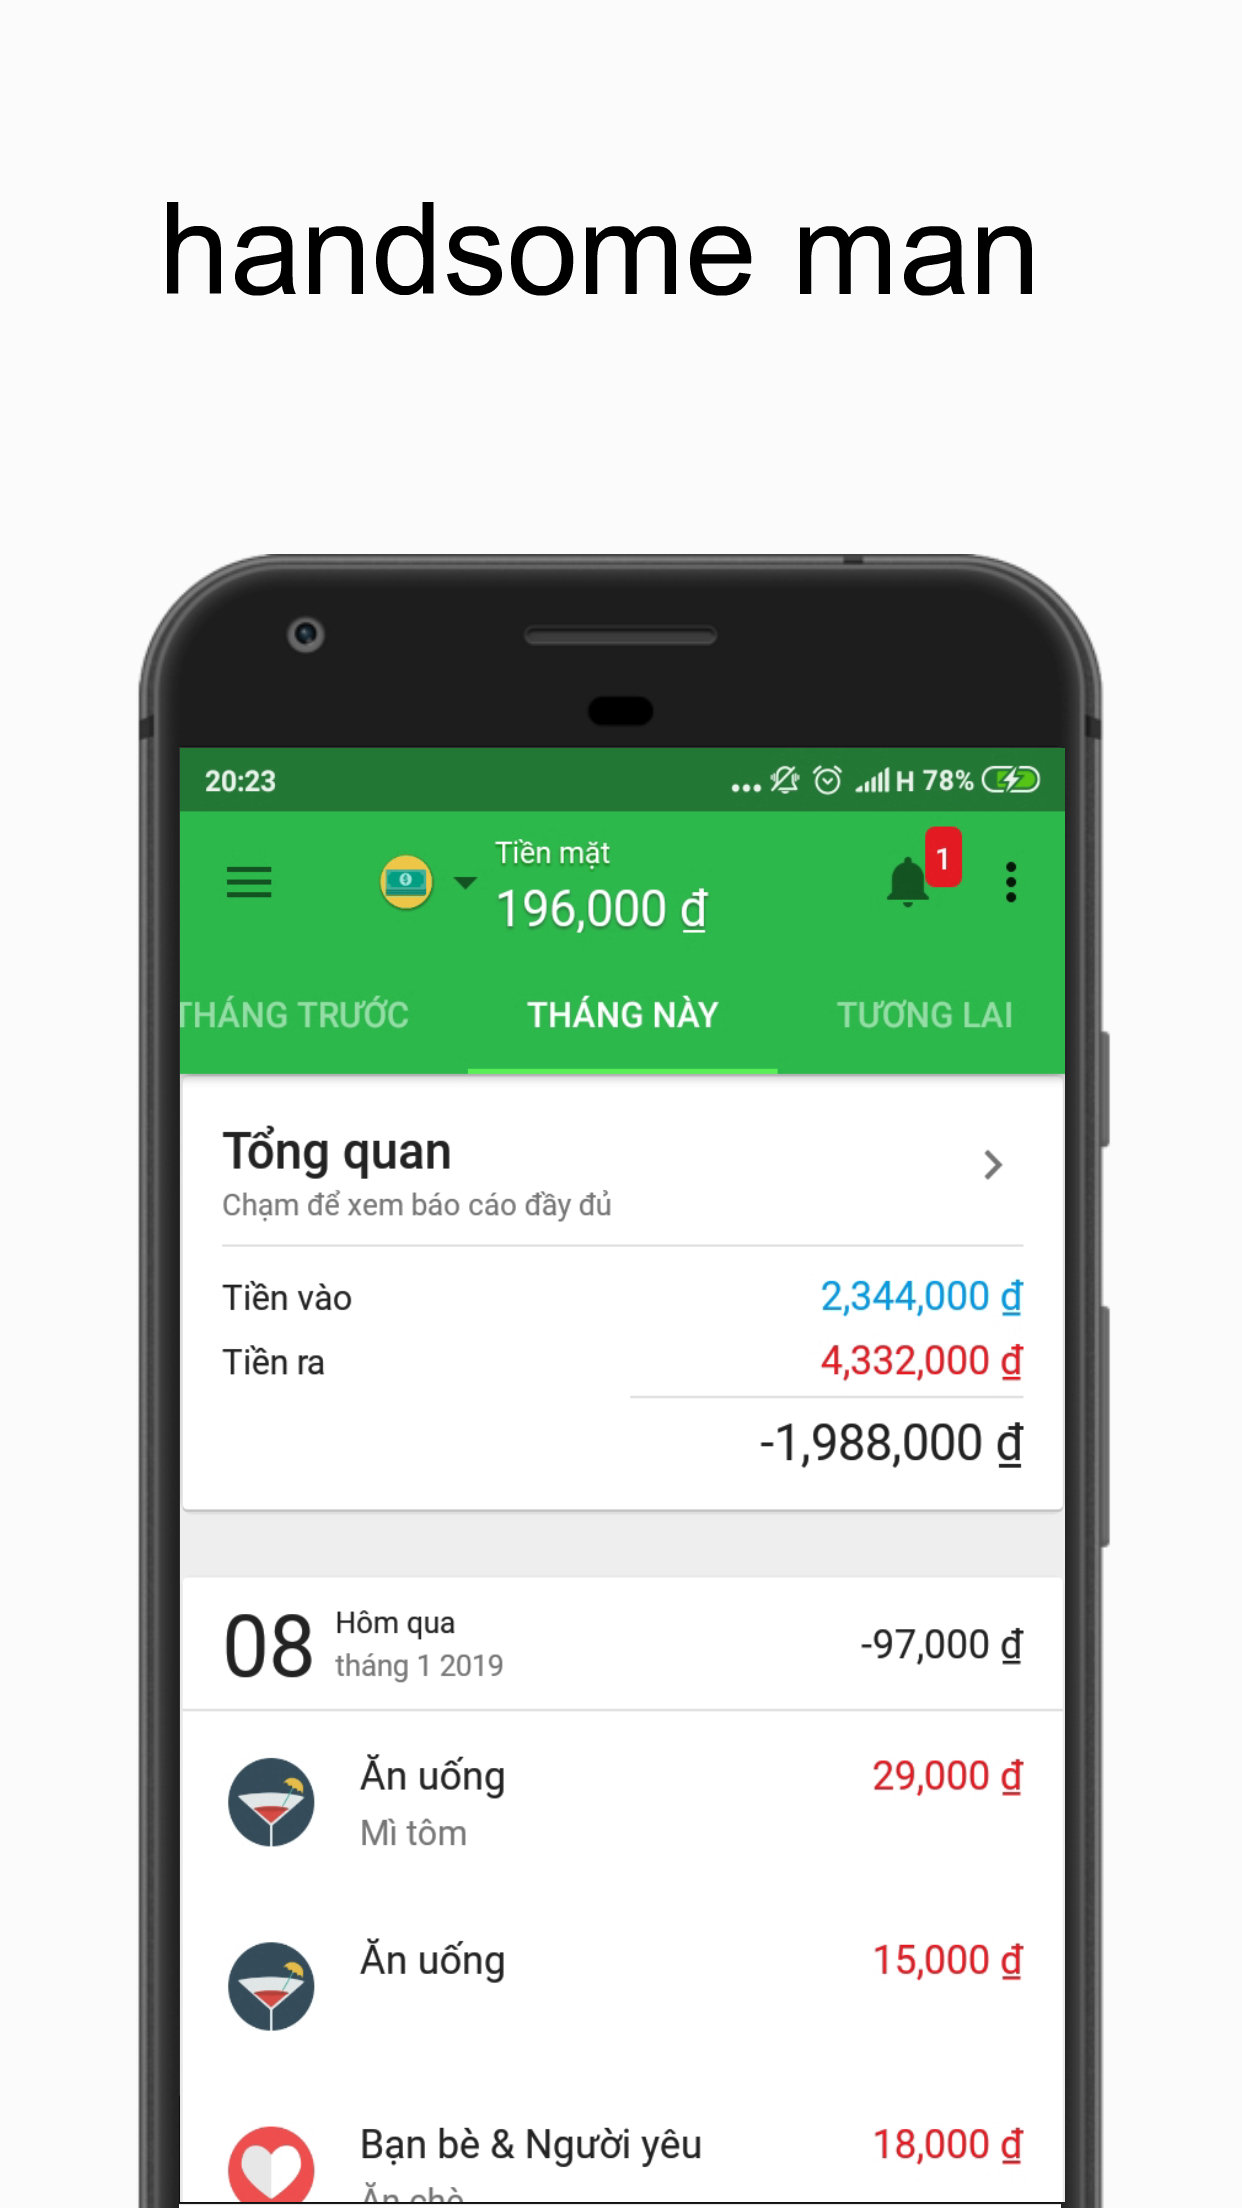 handsome man
20:23 H 78%
Tiền mặt
196,000 đ
1
THÁNG TRƯỚC THÁNG NÀY TƯƠNG LAI
Tổng quan
Chạm để xem báo cáo đầy đủ
Tiền vào 2,344,000 đ
Tiền ra 4,332,000 đ
-1,988,000 đ
08 Hôm qua -97,000 đ
tháng 1 2019
Ăn uống 29,000 đ
Mì tôm
Ăn uống 15,000 đ
Bạn bè & Người yêu 18,000 đ
Ăn chè